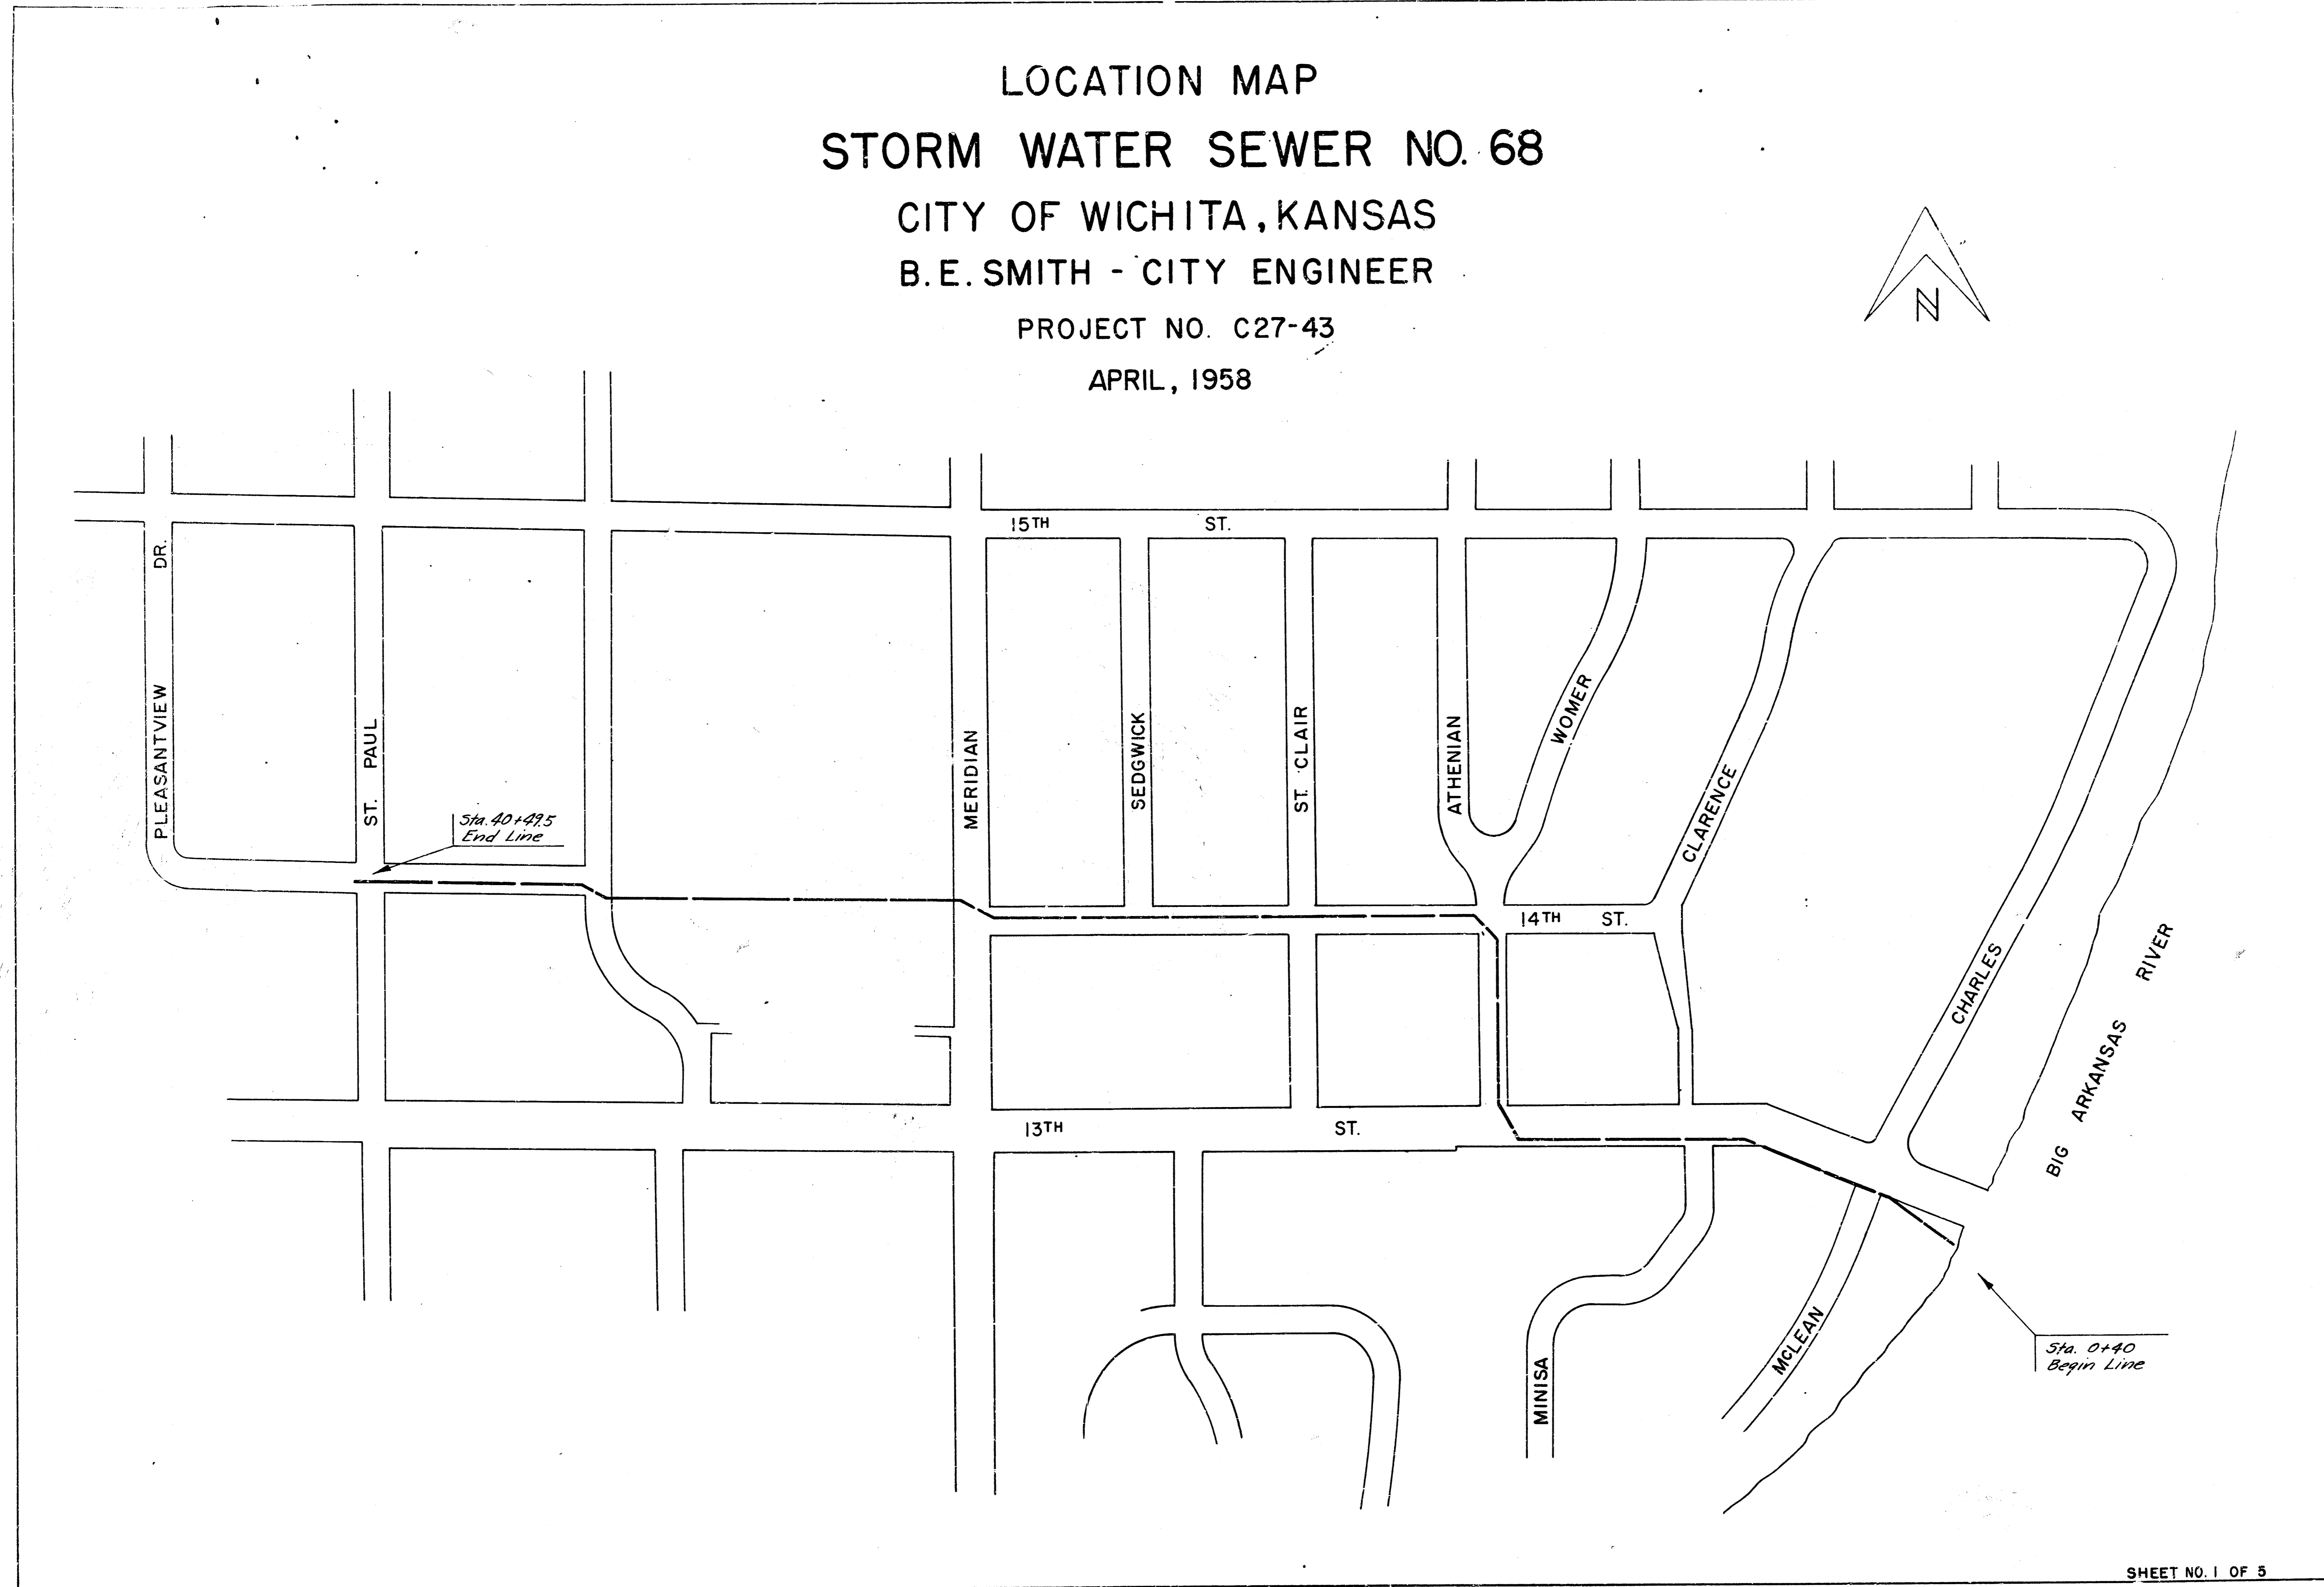 LOCATION MAP
STORM WATER SEWER NO. 68
CITY OF WICHITA, KANSAS
B. E. SMITH - CITY ENGINEER
PROJECT NO. C27-43
APRIL, 1958
N
15TH ST.
PLEASANTVIEW DR.
ST. PAUL
MERIDIAN
SEDGWICK
ST. CLAIR
ATHENIAN
WOMER
CLARENCE
CHARLES
BIG ARKANSAS RIVER
Sta. 40+49.5
End Line
14TH ST.
13TH ST.
MINISA
McLEAN
Sta. 0+40
Begin Line
SHEET NO. 1 OF 5